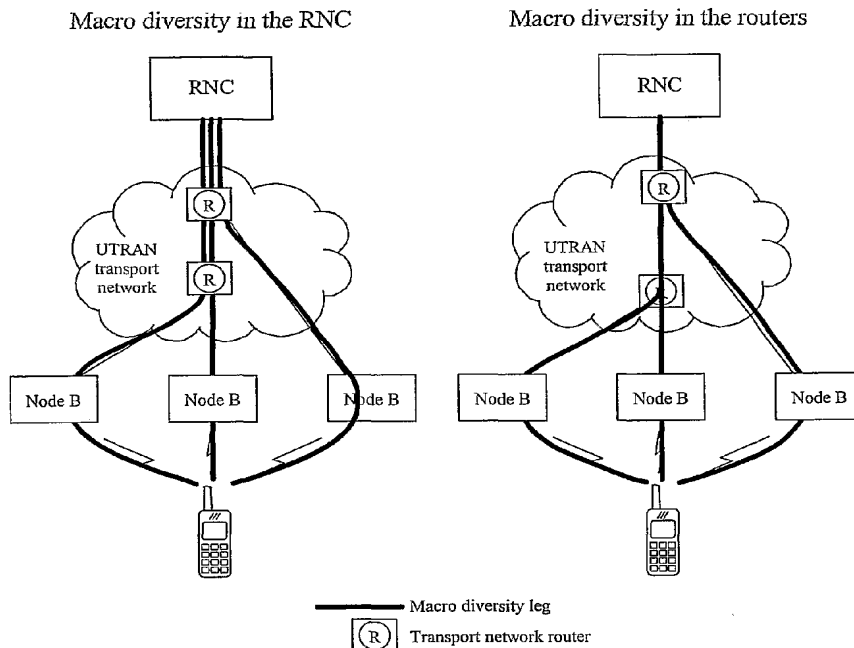 Macro diversity in the RNC
Macro diversity in the routers
RNC
RNC
R
R
UTRAN
transport
network
UTRAN
transport
network
R
R
Node B
Node B
Node B
Node B
Node B
Node B
Macro diversity leg
R
Transport network router